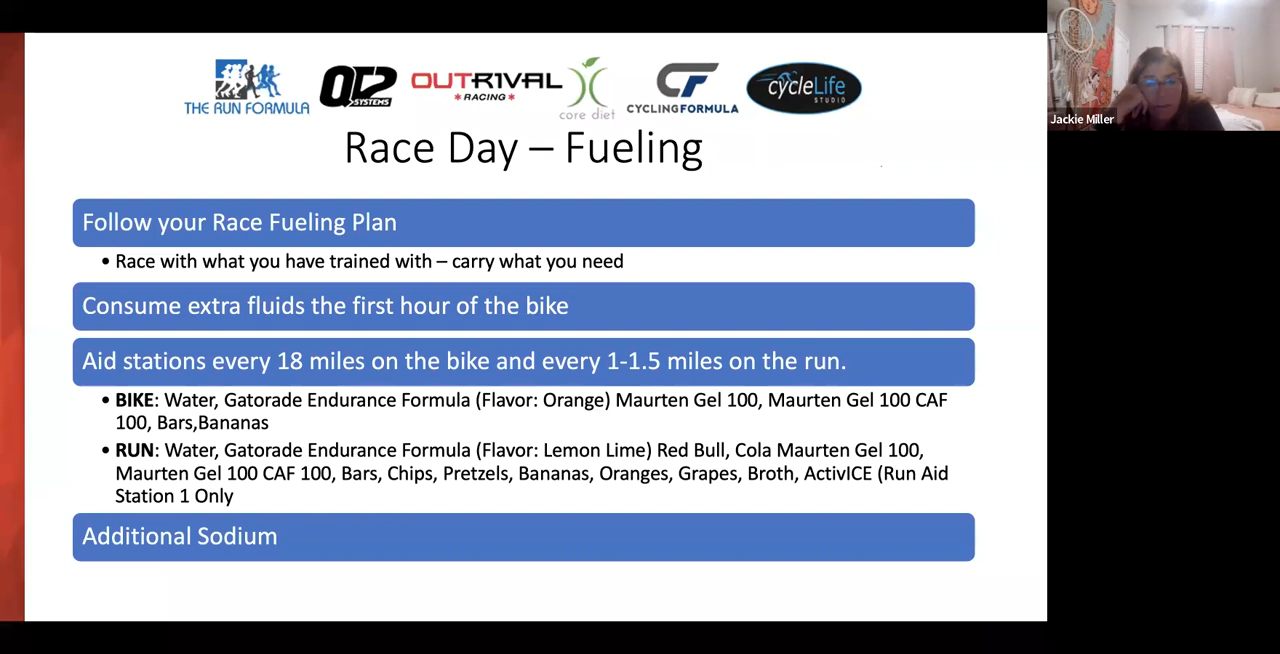 THE RUN FORMULA
QT2
SYSTEMS
OUTRIVAL
RACING
core diet
CYCLINGFORMULA
cycleLife
STUDIO
Jackie Miller
Race Day – Fueling
Follow your Race Fueling Plan
• Race with what you have trained with – carry what you need
Consume extra fluids the first hour of the bike
Aid stations every 18 miles on the bike and every 1-1.5 miles on the run.
• BIKE: Water, Gatorade Endurance Formula (Flavor: Orange) Maurten Gel 100, Maurten Gel 100 CAF
100, Bars,Bananas
• RUN: Water, Gatorade Endurance Formula (Flavor: Lemon Lime) Red Bull, Cola Maurten Gel 100,
Maurten Gel 100 CAF 100, Bars, Chips, Pretzels, Bananas, Oranges, Grapes, Broth, ActivICE (Run Aid
Station 1 Only
Additional Sodium